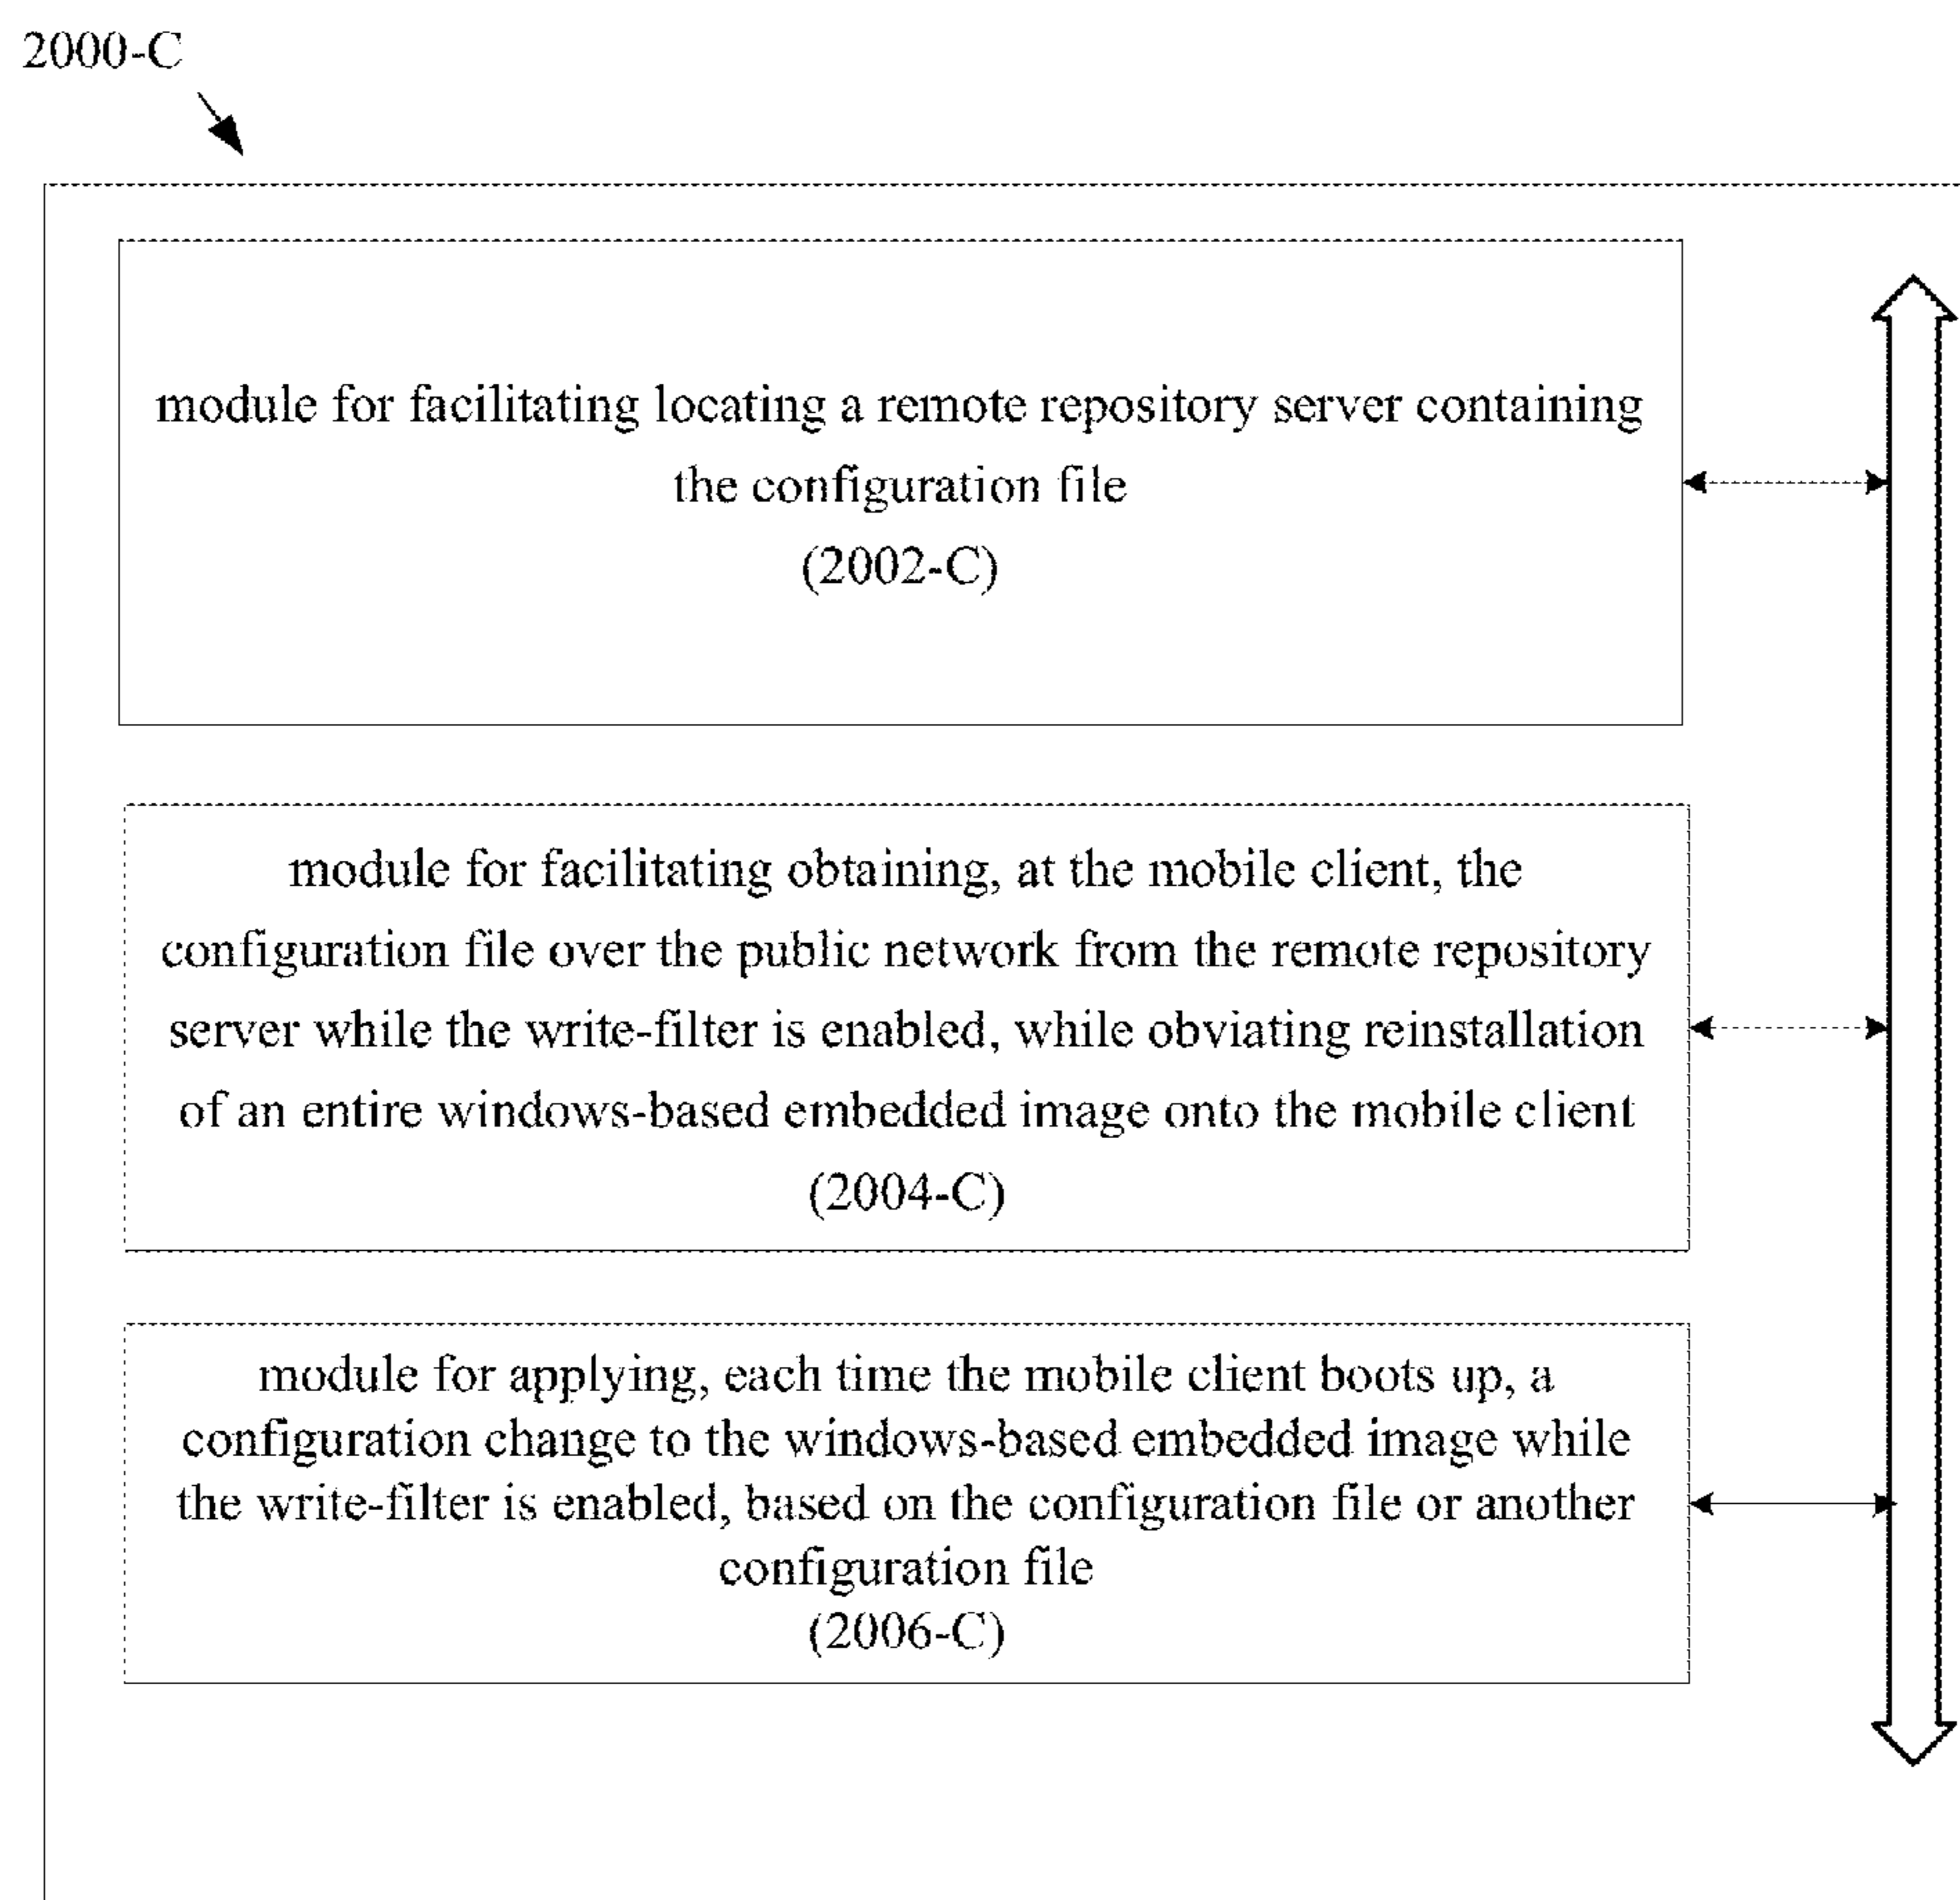 2000-C
module for facilitating locating a remote repository server containing
the configuration file
(2002-C)
module for facilitating obtaining, at the mobile client, the
configuration file over the public network from the remote repository
server while the write-filter is enabled, while obviating reinstallation
of an entire windows-based embedded image onto the mobile client
(2004-C)
module for applying, each time the mobile client boots up, a
configuration change to the windows-based embedded image while
the write-filter is enabled, based on the configuration file or another
configuration file
(2006-C)